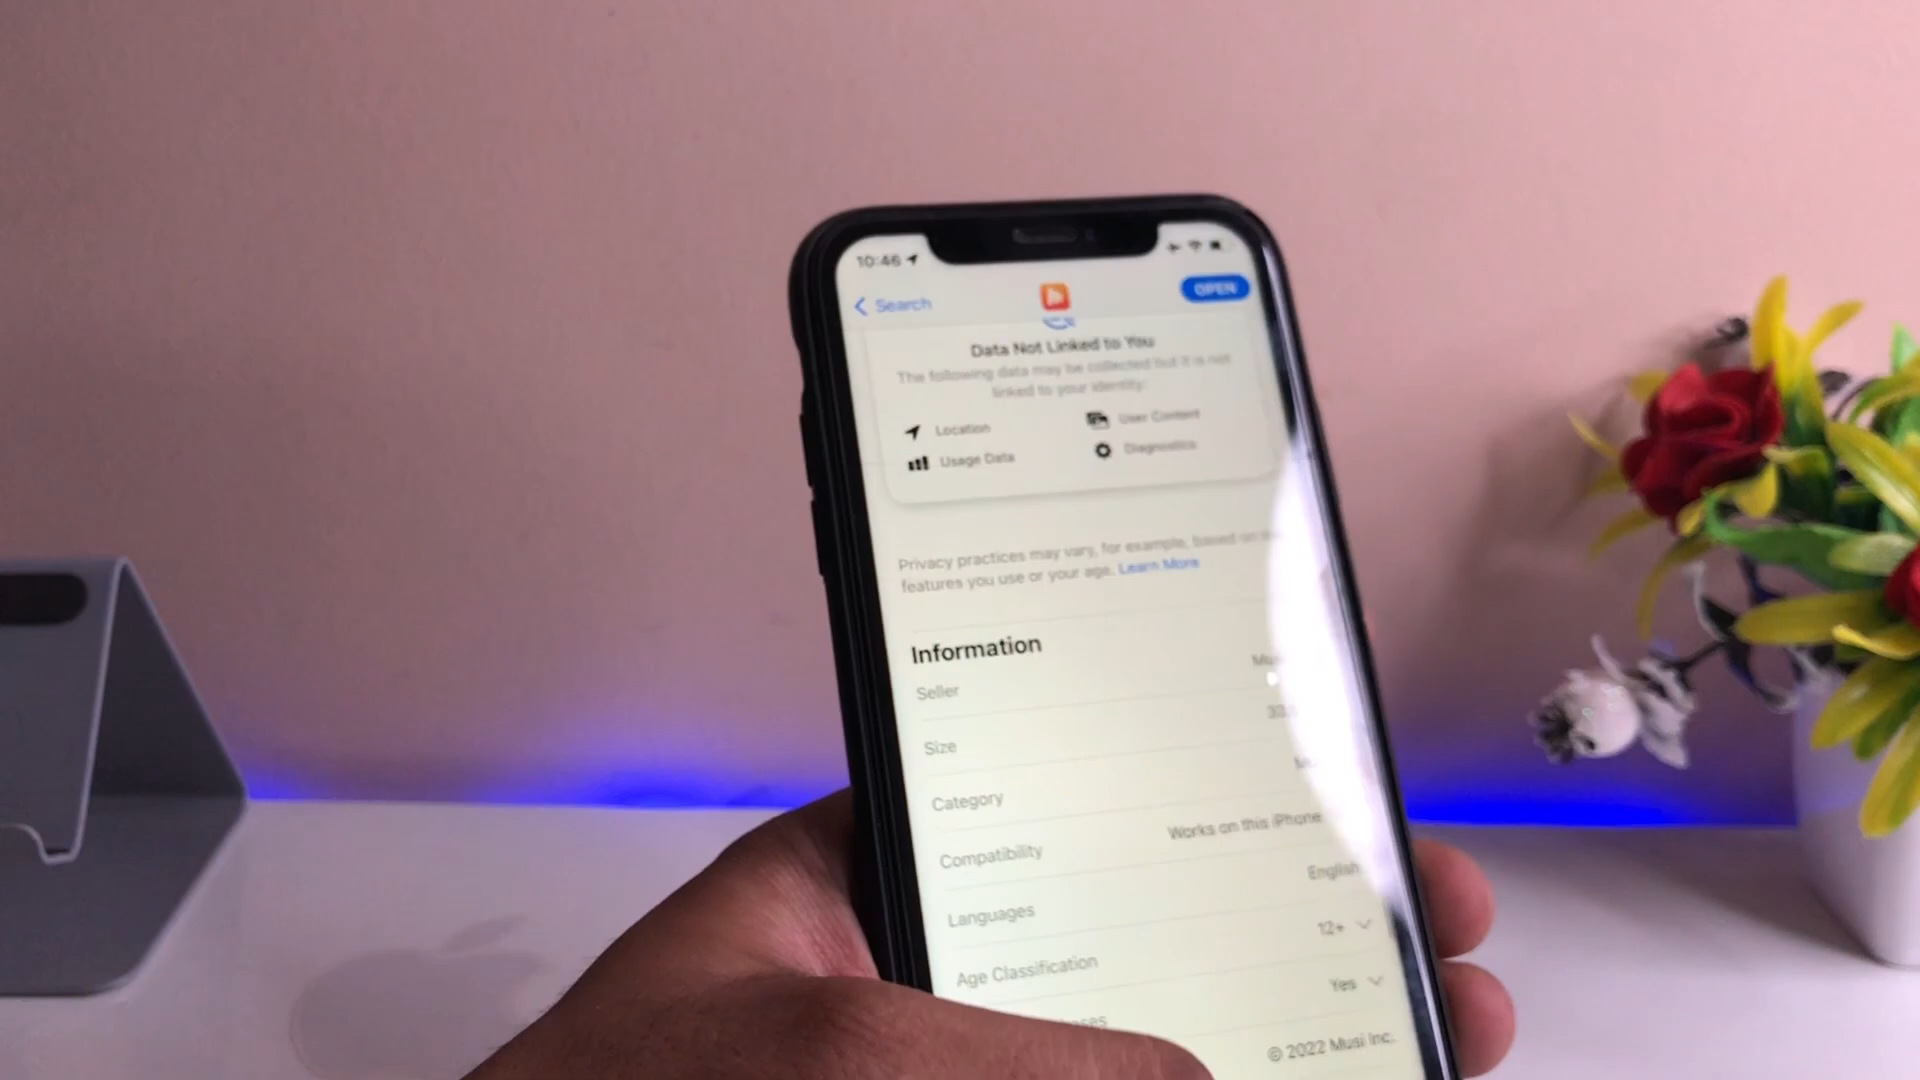 10:46
Search
OPEN
Data Not Linked to You
The following data may be collected but it is not
linked to your identity:
Location
User Content
Usage Data
Diagnostics
Privacy practices may vary, for example, based on
features you use or your age. Learn More
Information
Seller
Size
Category
Compatibility Works on this iPhone
Languages English
Age Classification 12+
Yes
© 2022 Musi Inc.